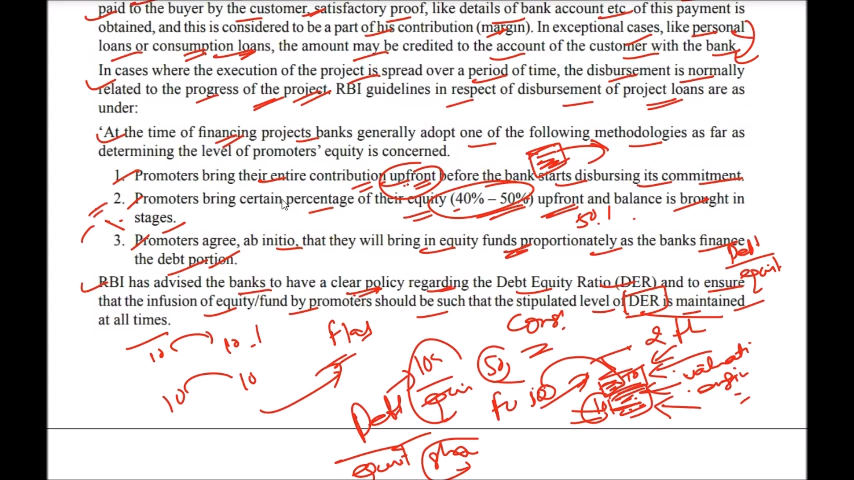 paid to the buyer by the customer, satisfactory proof, like details of bank account etc. of this payment is
obtained, and this is considered to be a part of his contribution (margin). In exceptional cases, like personal
loans or consumption loans, the amount may be credited to the account of the customer with the bank.
In cases where the execution of the project is spread over a period of time, the disbursement is normally
related to the progress of the project. RBI guidelines in respect of disbursement of project loans are as
under:
‘At the time of financing projects banks generally adopt one of the following methodologies as far as
determining the level of promoters’ equity is concerned.
1. Promoters bring their entire contribution upfront before the bank starts disbursing its commitment.
2. Promoters bring certain percentage of their equity (40% – 50%) upfront and balance is brought in
stages.
50%
3. Promoters agree, ab initio, that they will bring in equity funds proportionately as the banks finance
the debt portion.
Debt
equit
RBI has advised the banks to have a clear policy regarding the Debt Equity Ratio (DER) and to ensure
that the infusion of equity/fund by promoters should be such that the stipulated level of DER is maintained
at all times.
10 10
10 10
50
Debt
equit